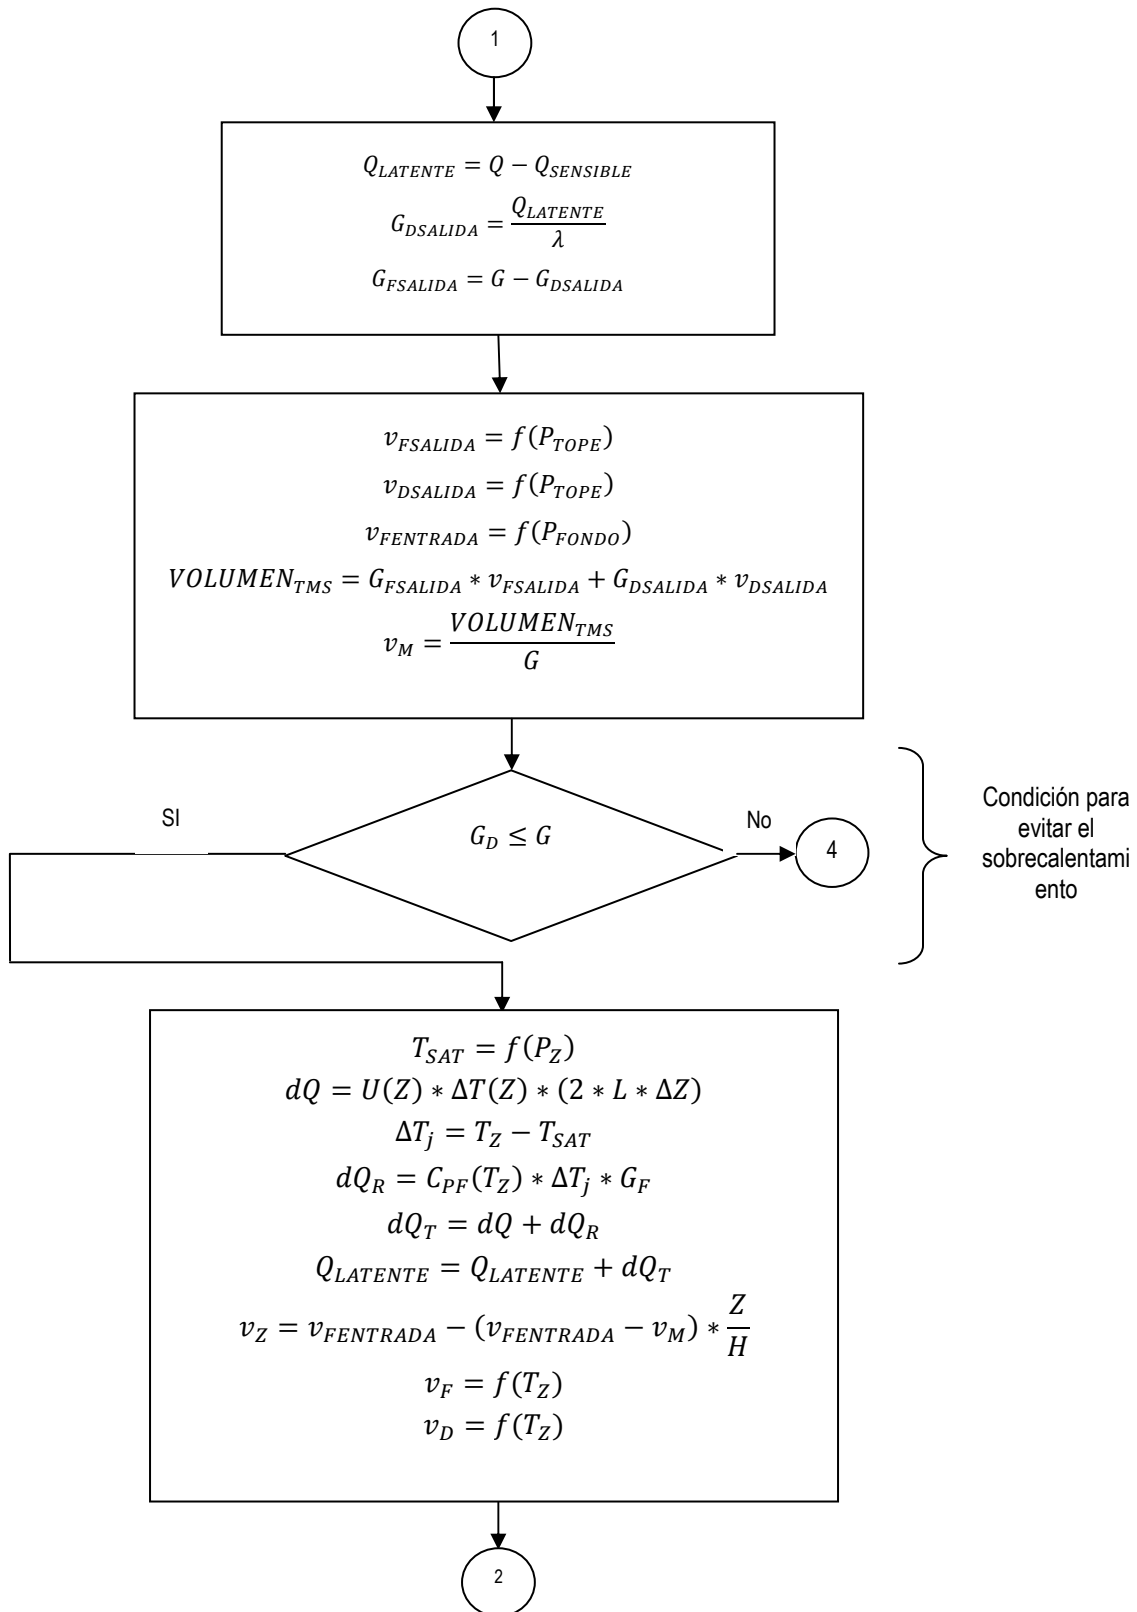 1
Q_{LATENTE} = Q − Q_{SENSIBLE}
G_{DSALIDA} = \frac{Q_{LATENTE}}{λ}
G_{FSALIDA} = G − G_{DSALIDA}
v_{FSALIDA} = f(P_{TOPE})
v_{DSALIDA} = f(P_{TOPE})
v_{FENTRADA} = f(P_{FONDO})
VOLUMEN_{TMS} = G_{FSALIDA} * v_{FSALIDA} + G_{DSALIDA} * v_{DSALIDA}
v_M = \frac{VOLUMEN_{TMS}}{G}
SI
G_D ≤ G
No
4
Condición para
evitar el
sobrecalentami
ento
T_{SAT} = f(P_Z)
dQ = U(Z) * ΔT(Z) * (2 * L * ΔZ)
ΔT_j = T_Z − T_{SAT}
dQ_R = C_{PF}(T_Z) * ΔT_j * G_F
dQ_T = dQ + dQ_R
Q_{LATENTE} = Q_{LATENTE} + dQ_T
v_Z = v_{FENTRADA} − (v_{FENTRADA} − v_M) * \frac{Z}{H}
v_F = f(T_Z)
v_D = f(T_Z)
2